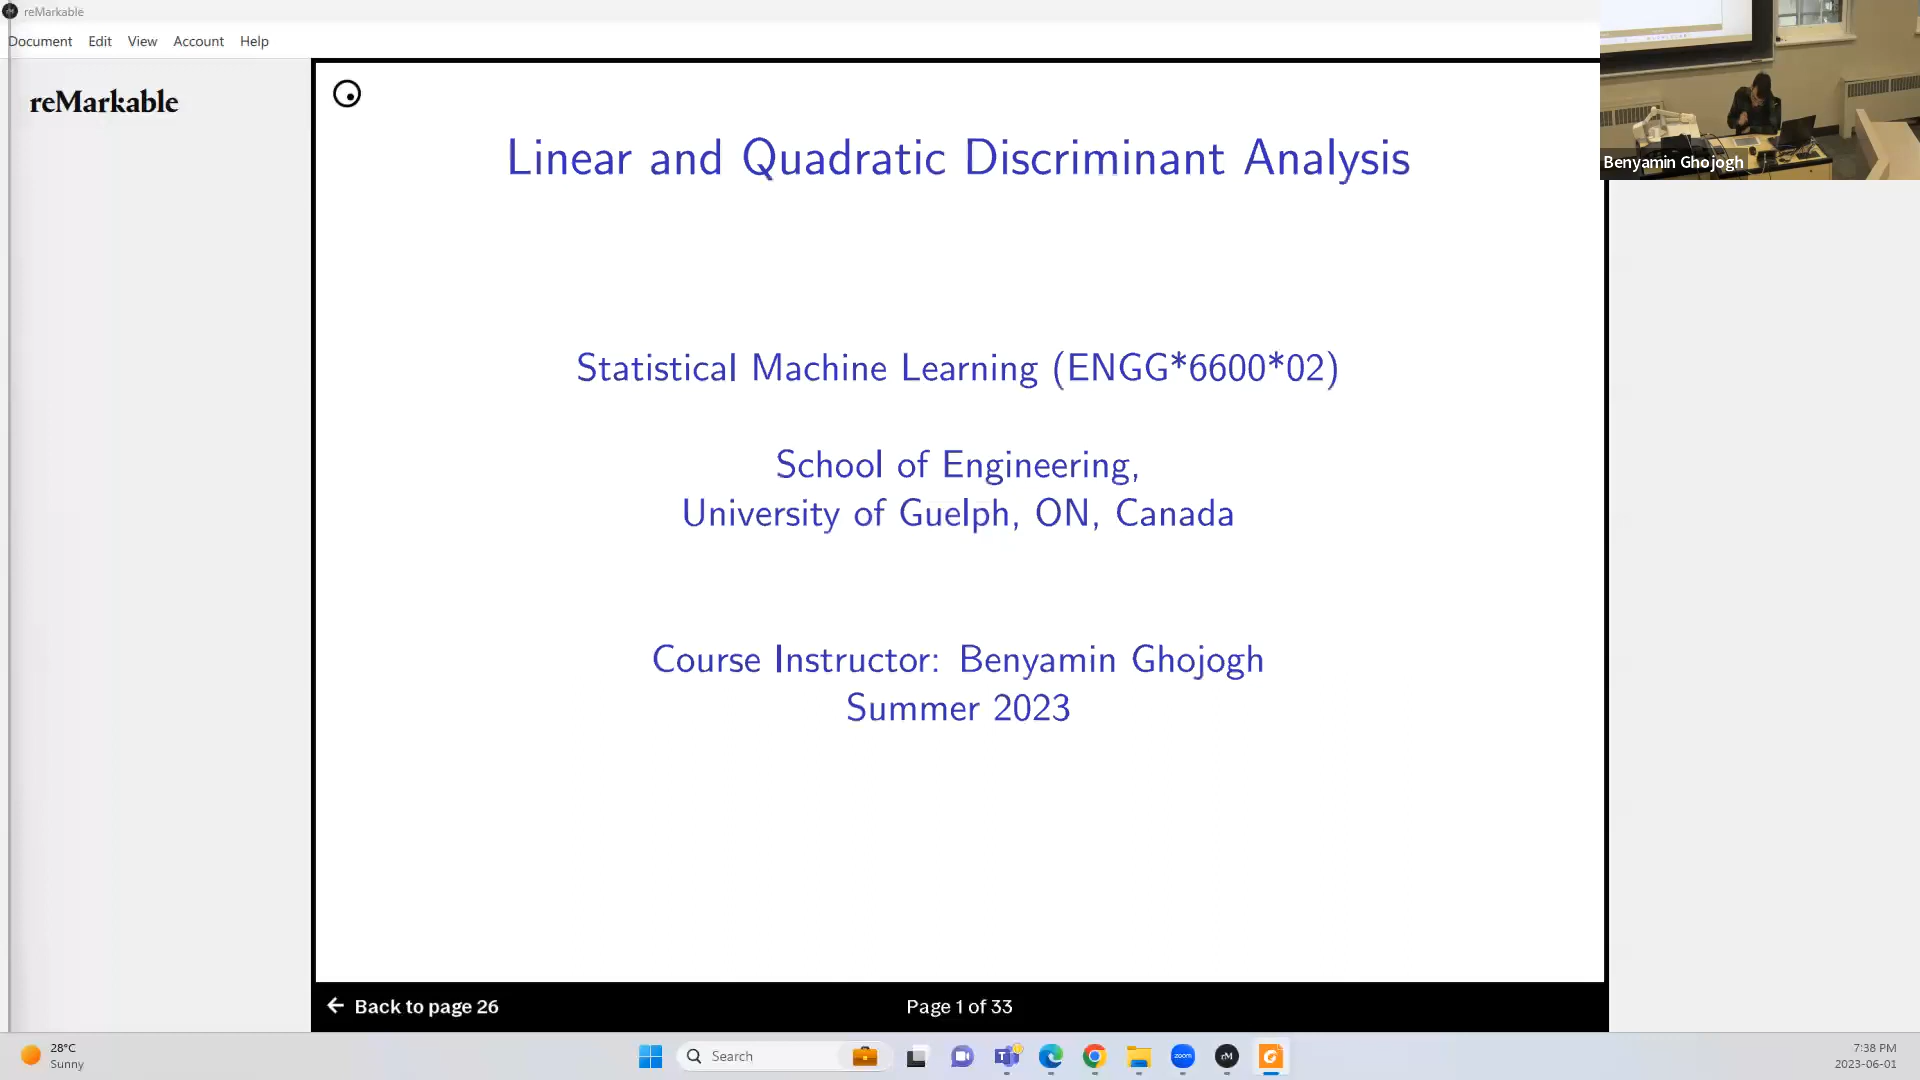 reMarkable
Document Edit View Account Help
reMarkable
Benyamin Ghojogh
Linear and Quadratic Discriminant Analysis
Statistical Machine Learning (ENGG*6600*02)
School of Engineering,
University of Guelph, ON, Canada
Course Instructor: Benyamin Ghojogh
Summer 2023
Back to page 26
Page 1 of 33
28°C
Sunny
Search
zoom
rM
7:38 PM
2023-06-01